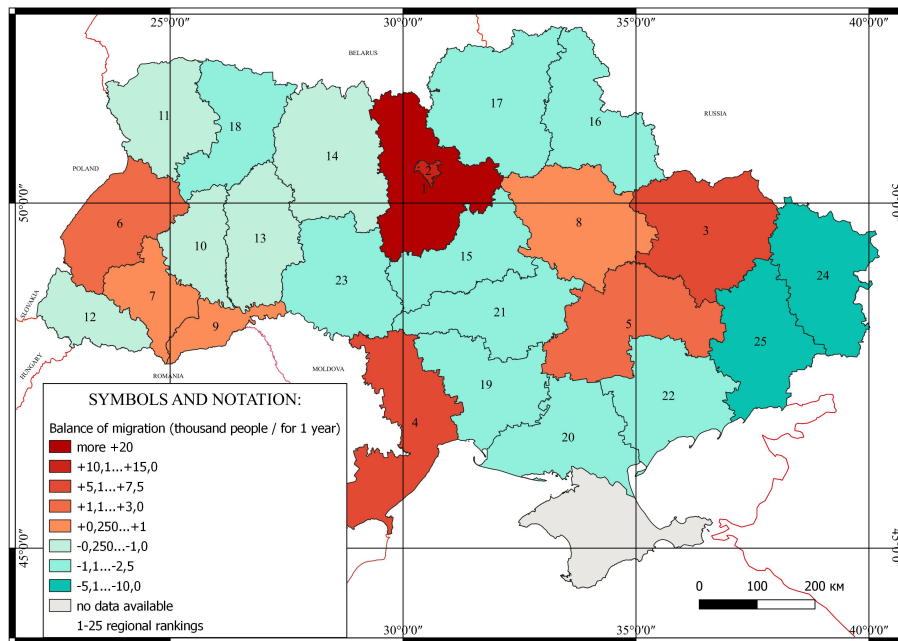 25°0'0" 30°0'0" 35°0'0" 40°0'0"
BELARUS
17
11
16
RUSSIA
18
14
POLAND
2
1
50°0'0" 50°0'0"
6
8
3
10
13
15
24
23
7
21
12
9
5
25
SLOVAKIA
HUNGARY
ROMANIA
MOLDOVA
19
22
4
20
SYMBOLS AND NOTATION:
Balance of migration (thousand people / for 1 year)
more +20
+10,1...+15,0
+5,1...+7,5
+1,1...+3,0
+0,250...+1
-0,250...-1,0
-1,1...-2,5
-5,1...-10,0
no data available
1-25 regional rankings
45°0'0" 45°0'0"
0 100 200 км
25°0'0" 30°0'0" 35°0'0" 40°0'0"